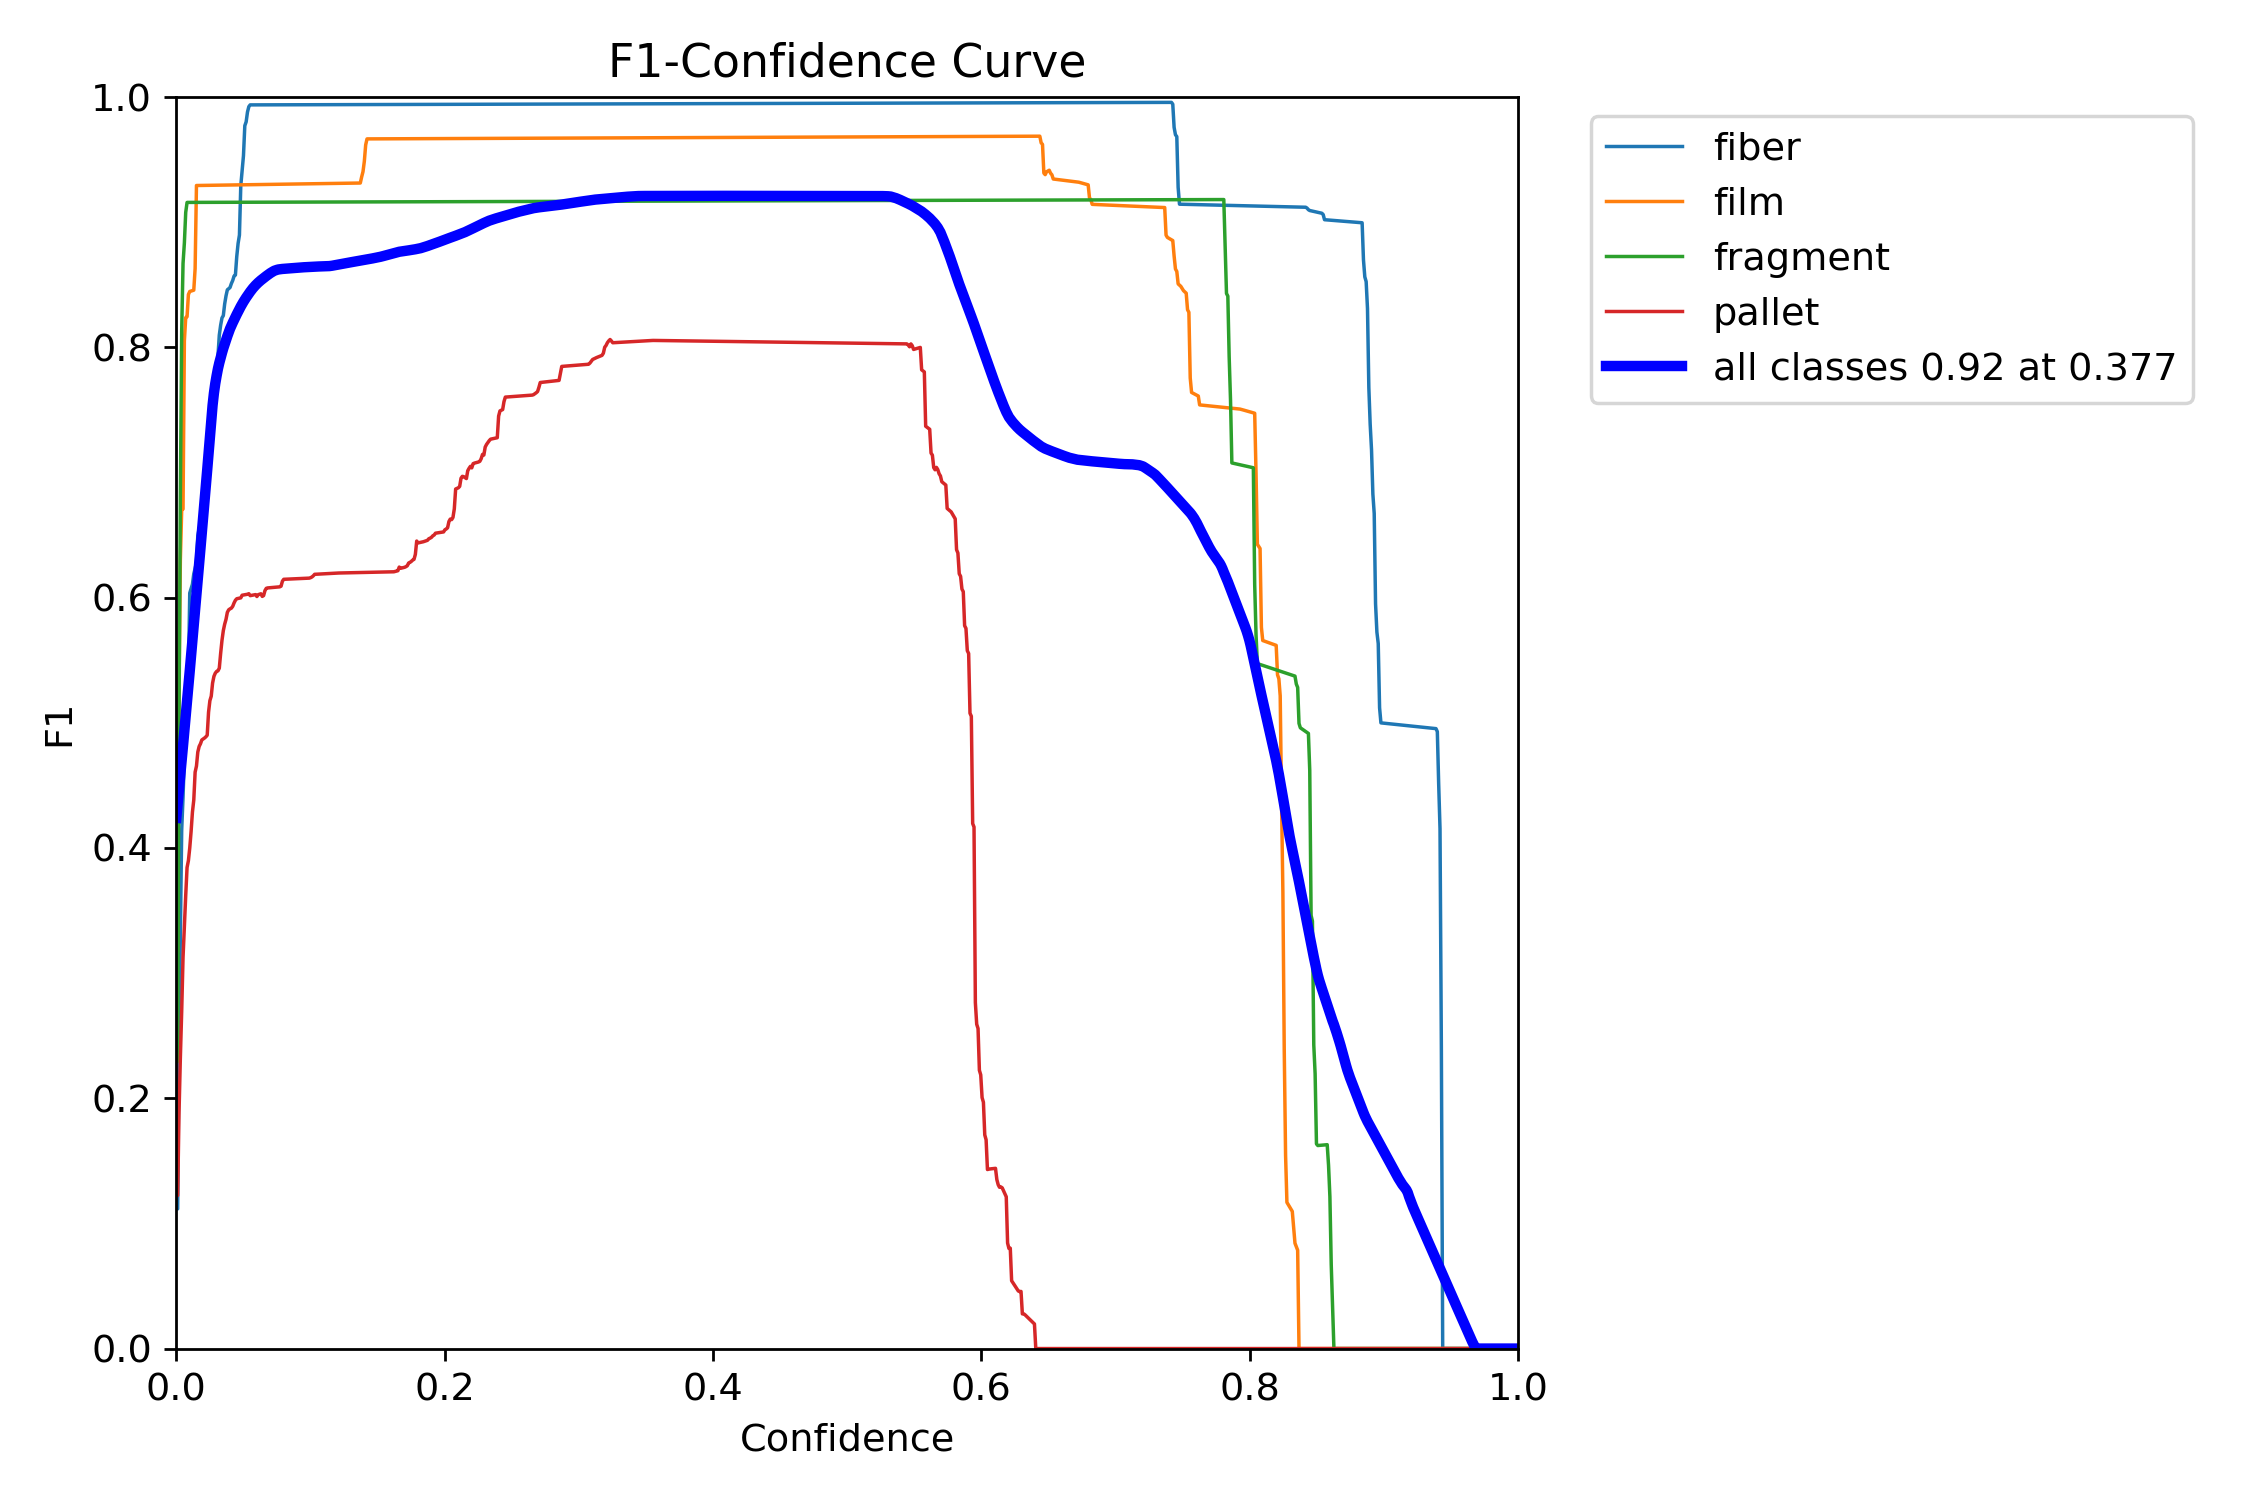 F1-Confidence Curve
1.0
0.8
0.6
0.4
0.2
0.0
F1
0.0 0.2 0.4 0.6 0.8 1.0
Confidence
fiber
film
fragment
pallet
all classes 0.92 at 0.377